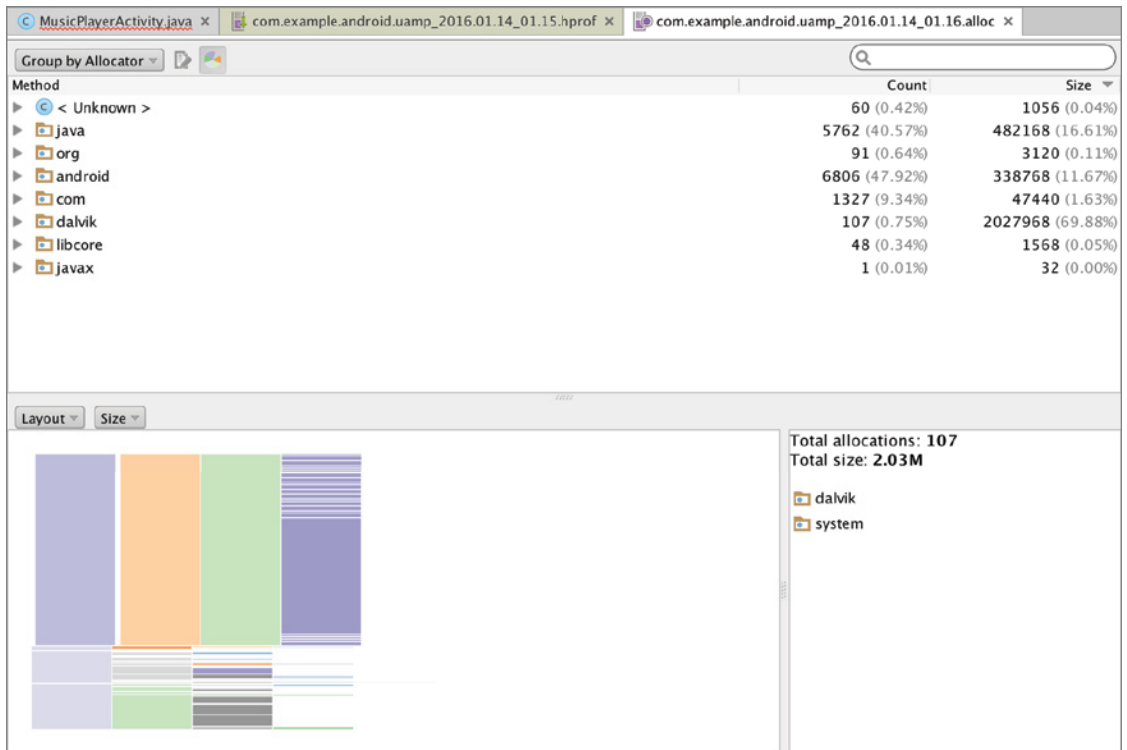 MusicPlayerActivity.java × com.example.android.uamp_2016.01.14_01.15.hprof × com.example.android.uamp_2016.01.14_01.16.alloc ×
Group by Allocator
Method Count Size
< Unknown > 60 (0.42%) 1056 (0.04%)
java 5762 (40.57%) 482168 (16.61%)
org 91 (0.64%) 3120 (0.11%)
android 6806 (47.92%) 338768 (11.67%)
com 1327 (9.34%) 47440 (1.63%)
dalvik 107 (0.75%) 2027968 (69.88%)
libcore 48 (0.34%) 1568 (0.05%)
javax 1 (0.01%) 32 (0.00%)
Layout Size
Total allocations: 107
Total size: 2.03M
dalvik
system